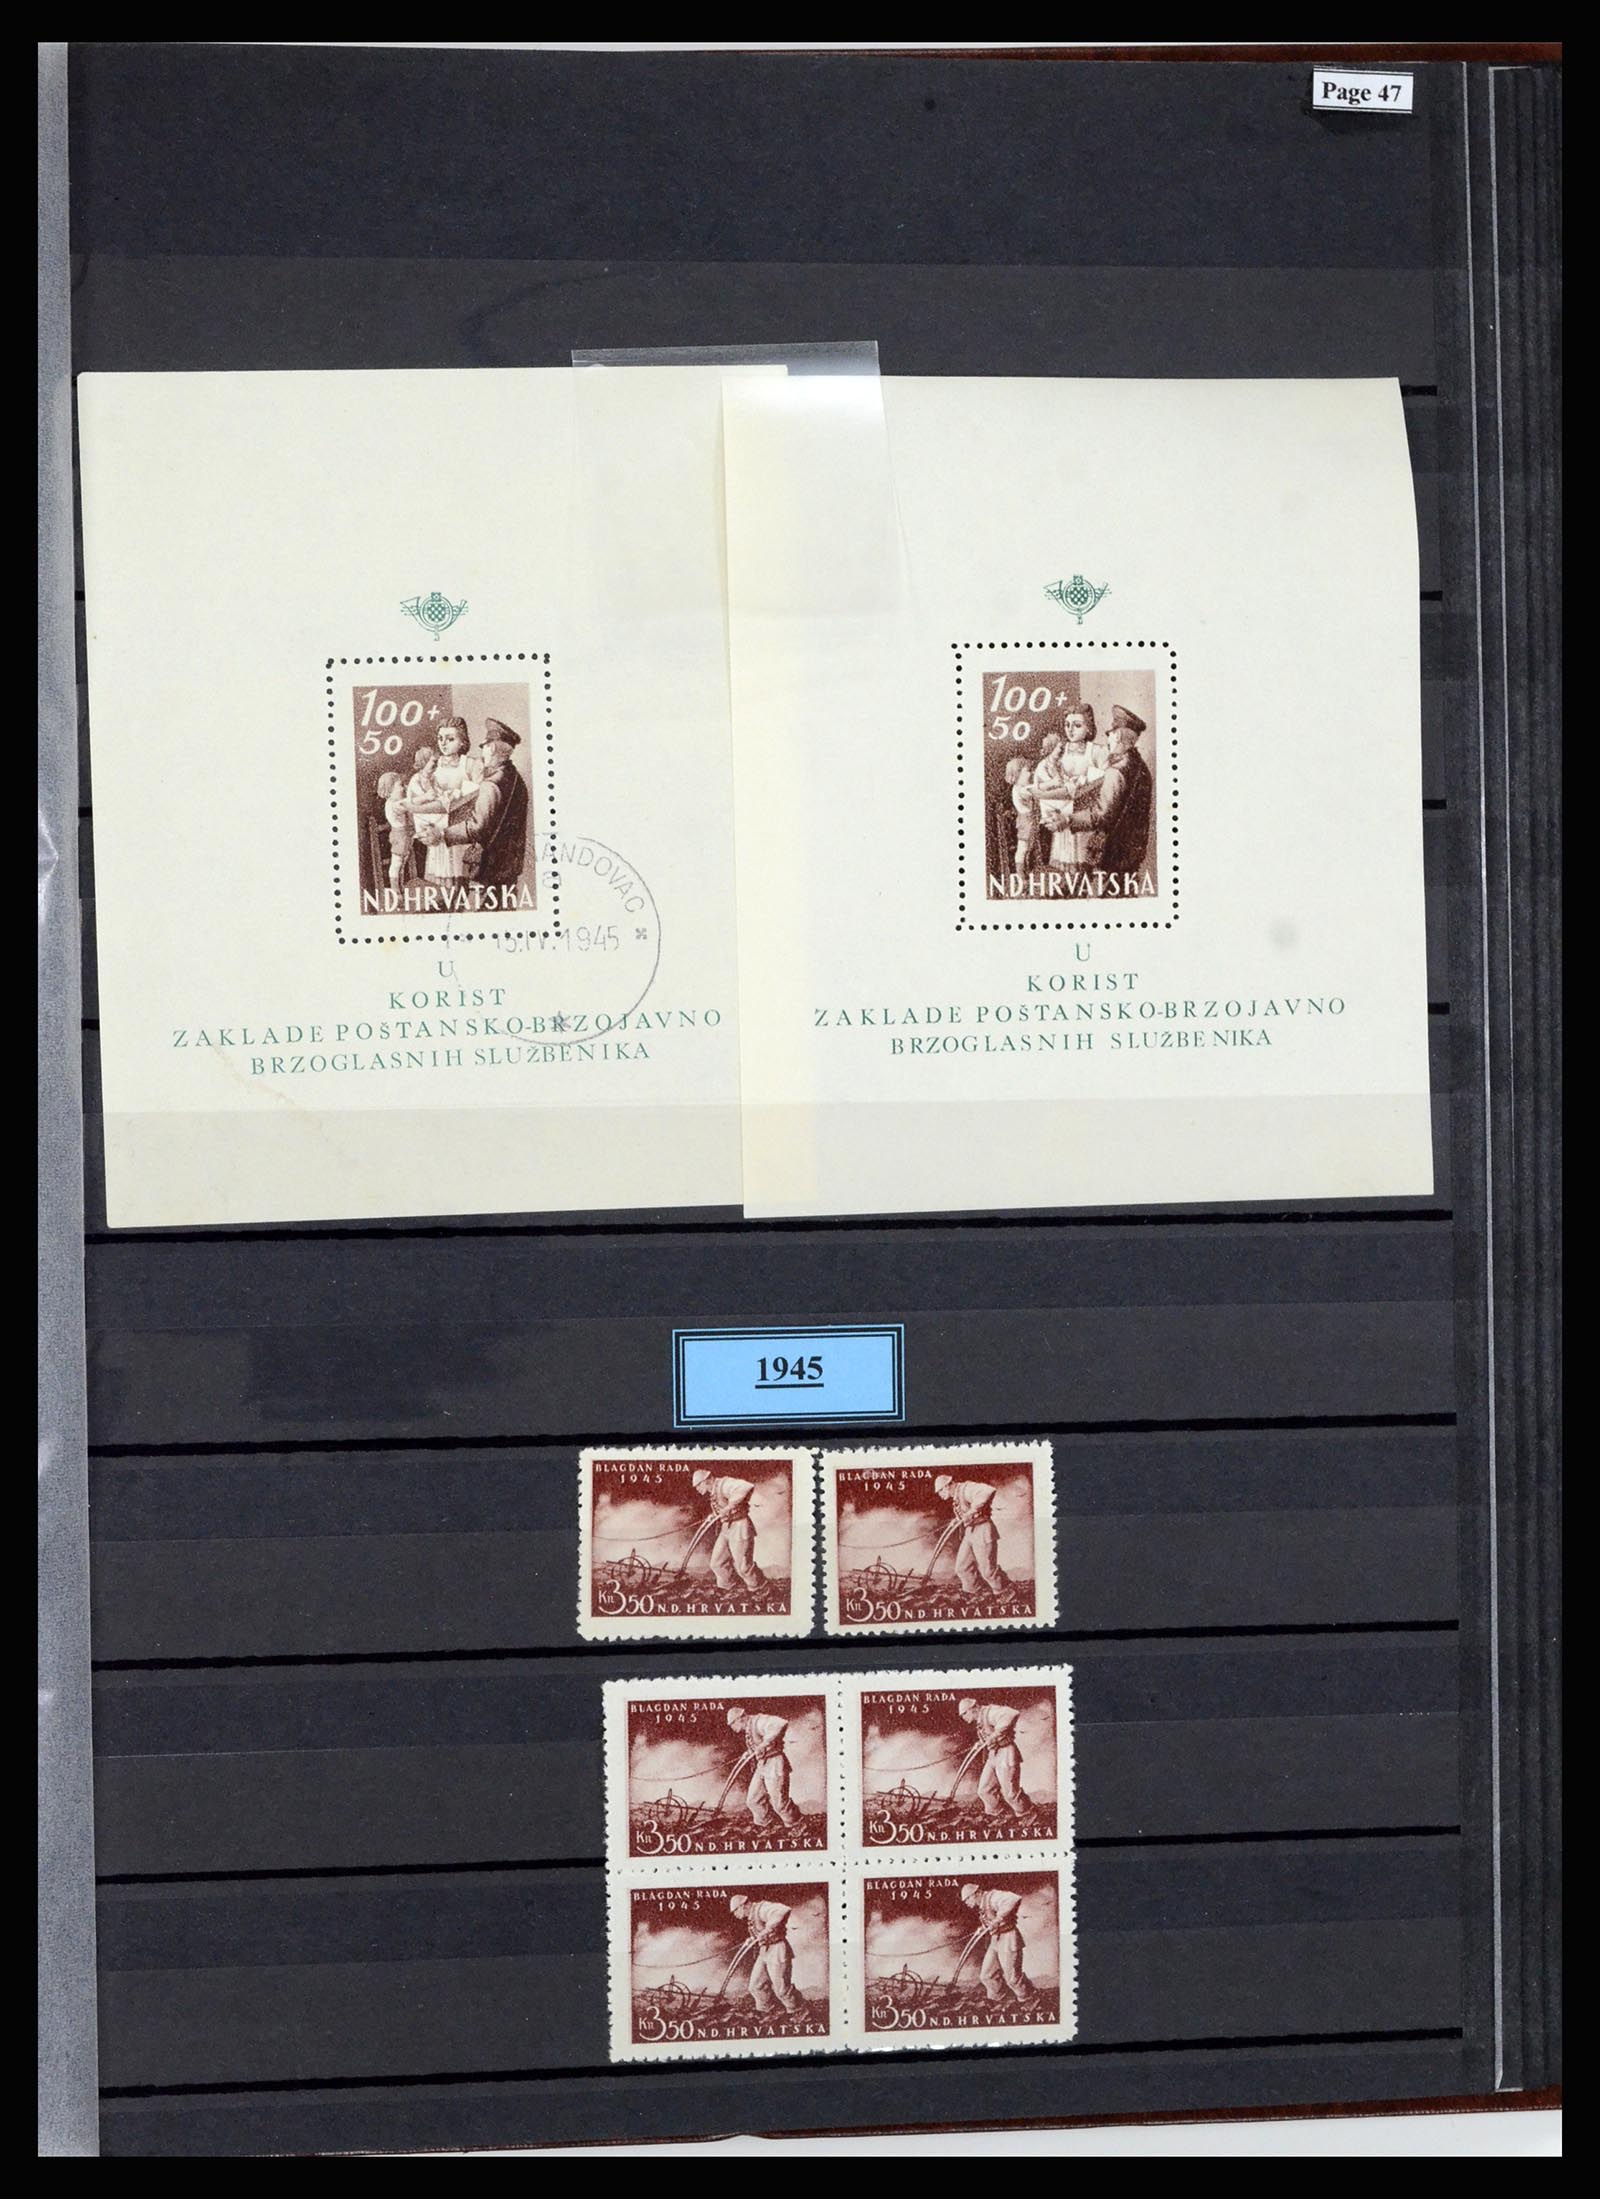 Page 47
100+
50
N.D.HRVATSKA
ANDOVAC
a
13.IV.1945
U
KORIST
ZAKLADE POŠTANSKO-BRZOJAVNO
BRZOGLASNIH SLUŽBENIKA
100+
50
N.D.HRVATSKA
U
KORIST
ZAKLADE POŠTANSKO-BRZOJAVNO
BRZOGLASNIH SLUŽBENIKA
1945
BLAGDAN RADA
1945
Kn 3.50 N.D. HRVATSKA
BLAGDAN RADA
1945
Kn 3.50 N.D. HRVATSKA
BLAGDAN RADA
1945
Kn 3.50 N.D. HRVATSKA
BLAGDAN RADA
1945
Kn 3.50 N.D. HRVATSKA
BLAGDAN RADA
1945
Kn 3.50 N.D. HRVATSKA
BLAGDAN RADA
1945
Kn 3.50 N.D. HRVATSKA